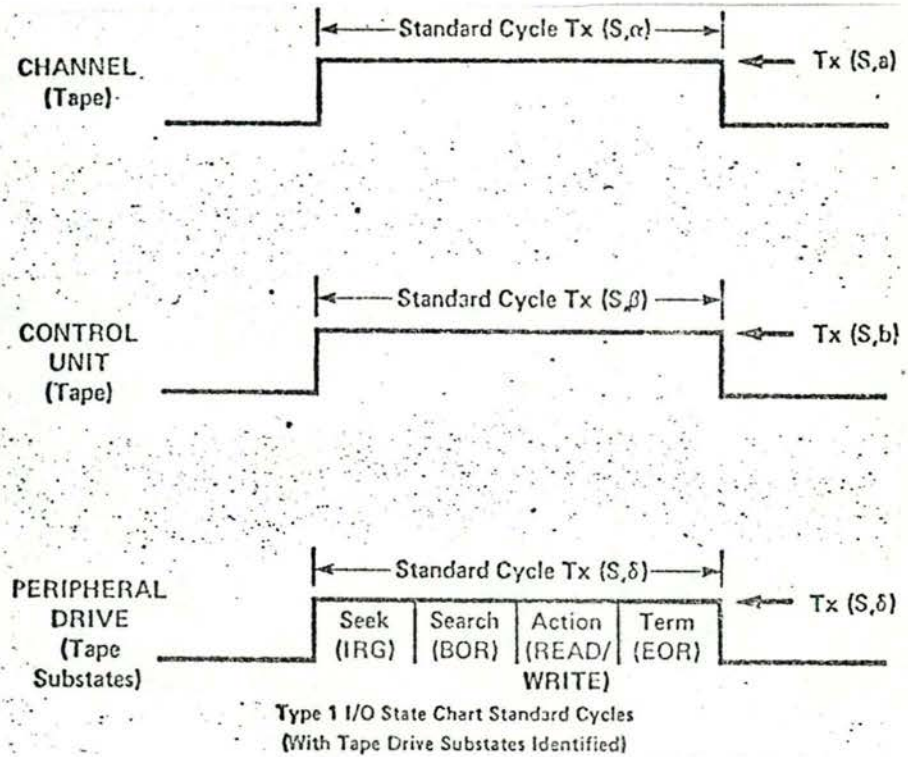 Standard Cycle Tx (S,α)
CHANNEL
(Tape)
Tx (S,a)
Standard Cycle Tx (S,β)
CONTROL
UNIT
(Tape)
Tx (S,b)
Standard Cycle Tx (S,δ)
PERIPHERAL
DRIVE
(Tape
Substates)
Tx (S,δ)
Seek Search Action Term
(IRG) (BOR) (READ/ (EOR)
WRITE)
Type 1 I/O State Chart Standard Cycles
(With Tape Drive Substates Identified)